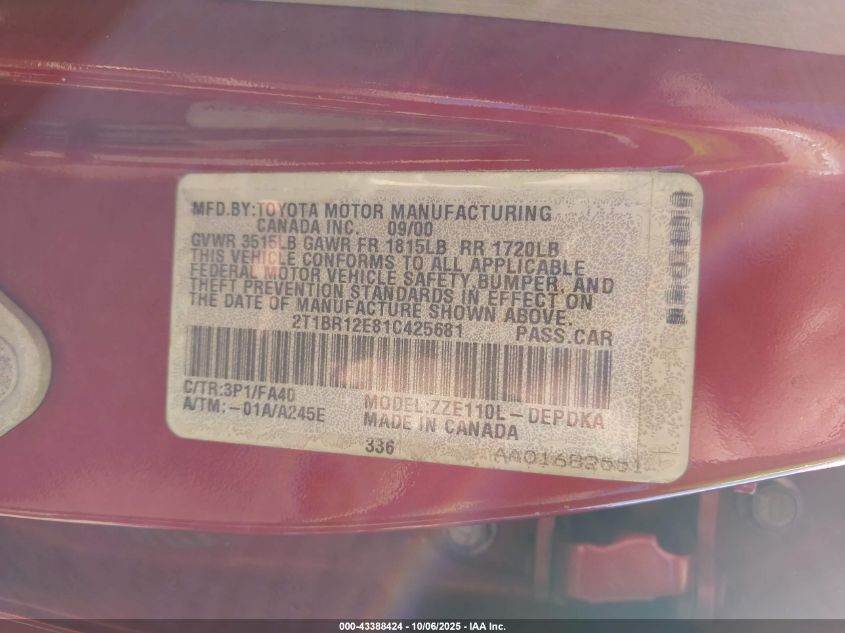 MFD.BY:TOYOTA MOTOR MANUFACTURING
CANADA INC. 09/00
GVWR 3515LB GAWR FR 1815LB RR 1720LB
THIS VEHICLE CONFORMS TO ALL APPLICABLE
FEDERAL MOTOR VEHICLE SAFETY,BUMPER, AND
THEFT PREVENTION STANDARDS IN EFFECT ON
THE DATE OF MANUFACTURE SHOWN ABOVE.
2T1BR12E81C425681 PASS.CAR
C/TR:3P1/FA40 MODEL:ZZE110L-DEPDKA
A/TM:-01A/A245E MADE IN CANADA
336
000-43388424 - 10/06/2025 - IAA Inc.